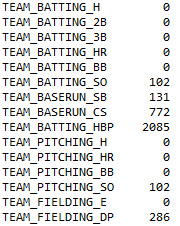 TEAM_BATTING_H 0
TEAM_BATTING_2B 0
TEAM_BATTING_3B 0
TEAM_BATTING_HR 0
TEAM_BATTING_BB 0
TEAM_BATTING_SO 102
TEAM_BASERUN_SB 131
TEAM_BASERUN_CS 772
TEAM_BATTING_HBP 2085
TEAM_PITCHING_H 0
TEAM_PITCHING_HR 0
TEAM_PITCHING_BB 0
TEAM_PITCHING_SO 102
TEAM_FIELDING_E 0
TEAM_FIELDING_DP 286